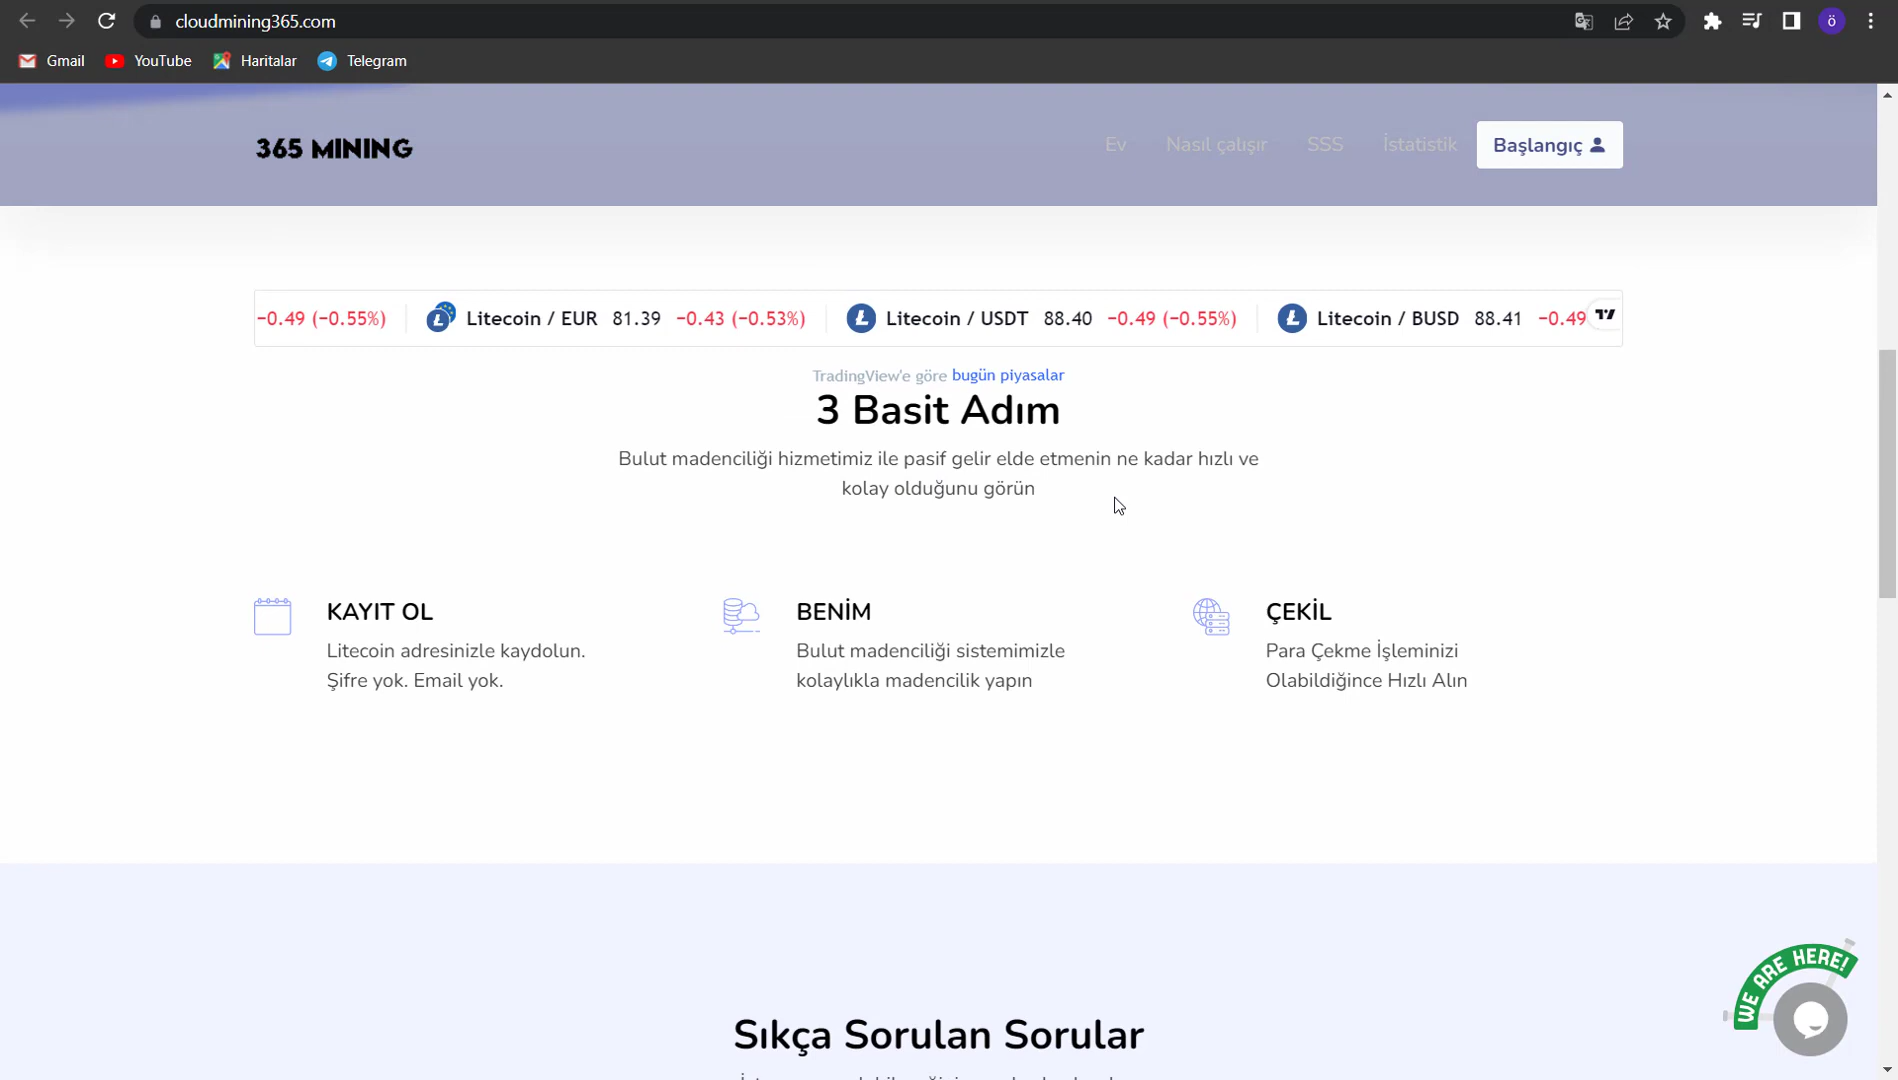 cloudmining365.com
ö
Gmail
YouTube
Haritalar
Telegram
365 MINING
Ev
Nasıl çalışır
SSS
İstatistik
Başlangıç
−0.49 (−0.55%)
Litecoin / EUR 81.39 −0.43 (−0.53%)
Litecoin / USDT 88.40 −0.49 (−0.55%)
Litecoin / BUSD 88.41 −0.49
TradingView'e göre bugün piyasalar
3 Basit Adım
Bulut madenciliği hizmetimiz ile pasif gelir elde etmenin ne kadar hızlı ve
kolay olduğunu görün
KAYIT OL
Litecoin adresinizle kaydolun.
Şifre yok. Email yok.
BENİM
Bulut madenciliği sistemimizle
kolaylıkla madencilik yapın
ÇEKİL
Para Çekme İşleminizi
Olabildiğince Hızlı Alın
WE ARE HERE!
Sıkça Sorulan Sorular